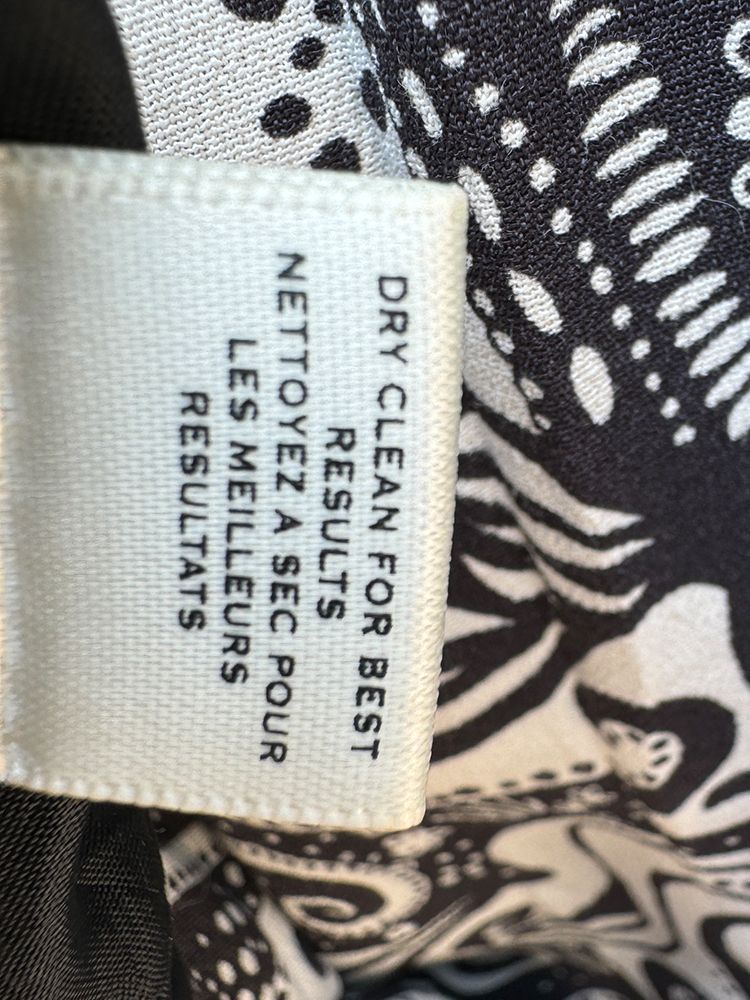 DRY CLEAN FOR BEST
RESULTS
NETTOYEZ A SEC POUR
LES MEILLEURS
RESULTATS